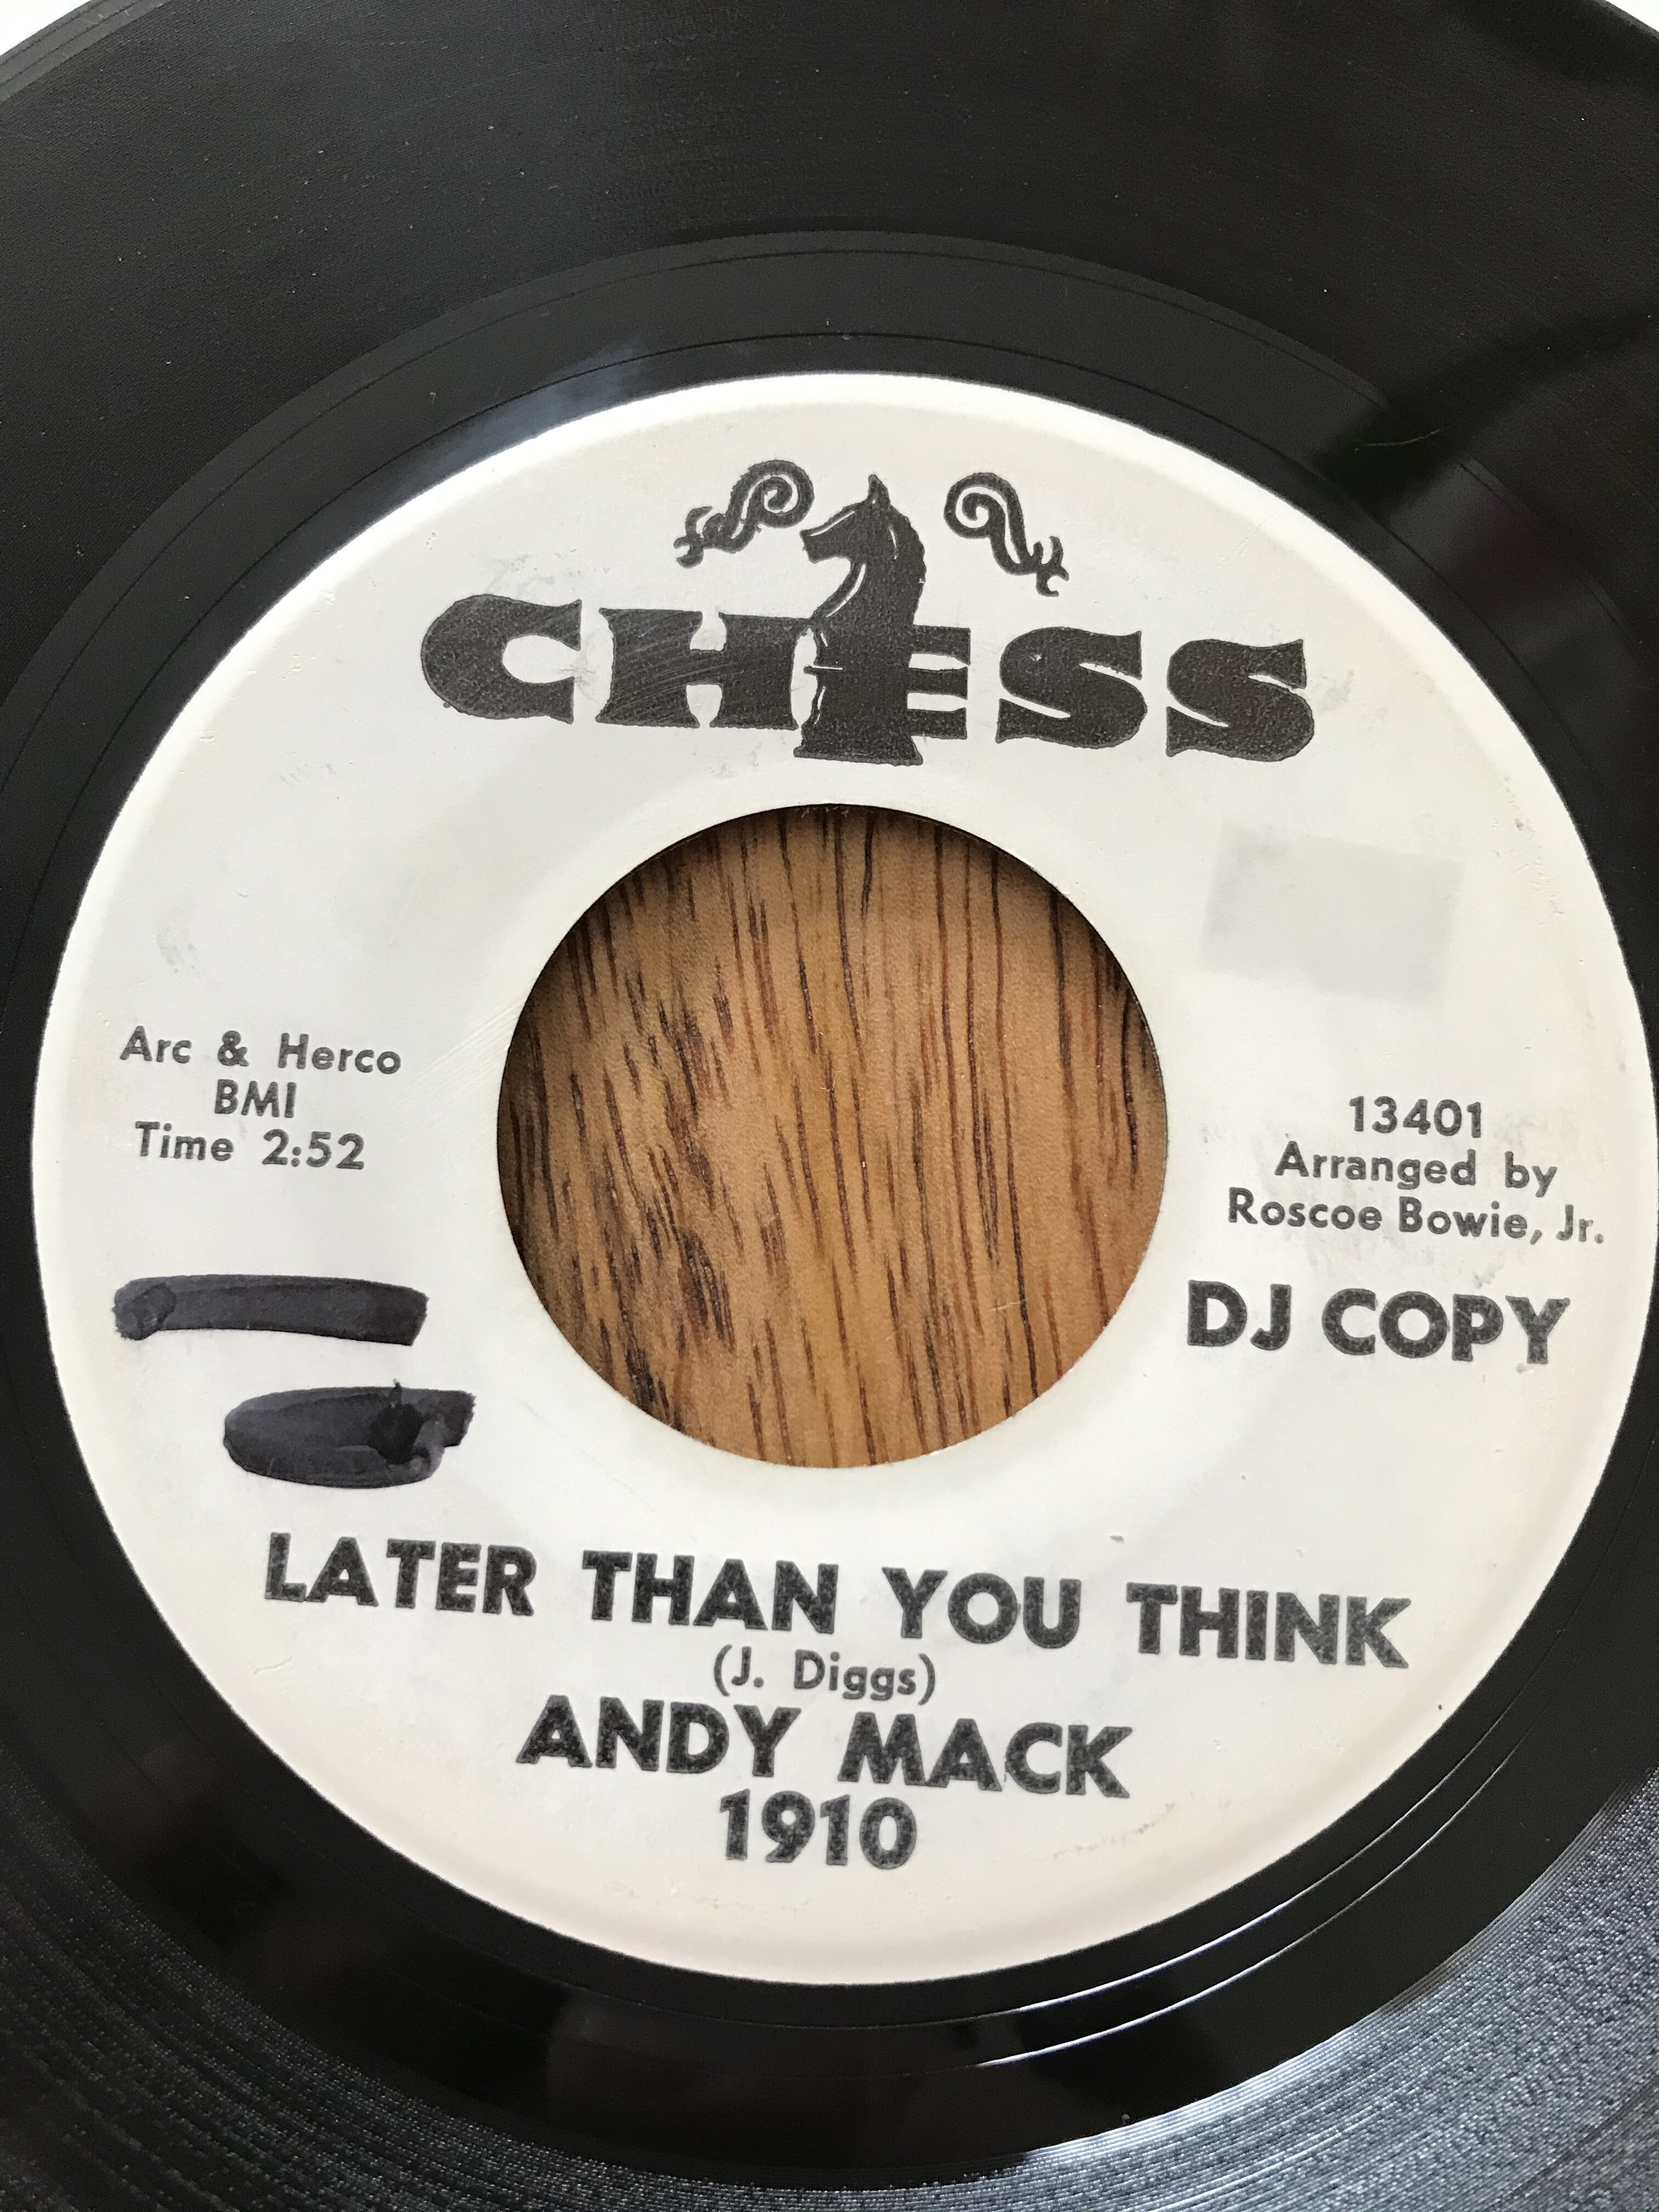 CHESS
Arc & Herco
BMI
Time 2:52
13401
Arranged by
Roscoe Bowie, Jr.
DJ COPY
LATER THAN YOU THINK
(J. Diggs)
ANDY MACK
1910